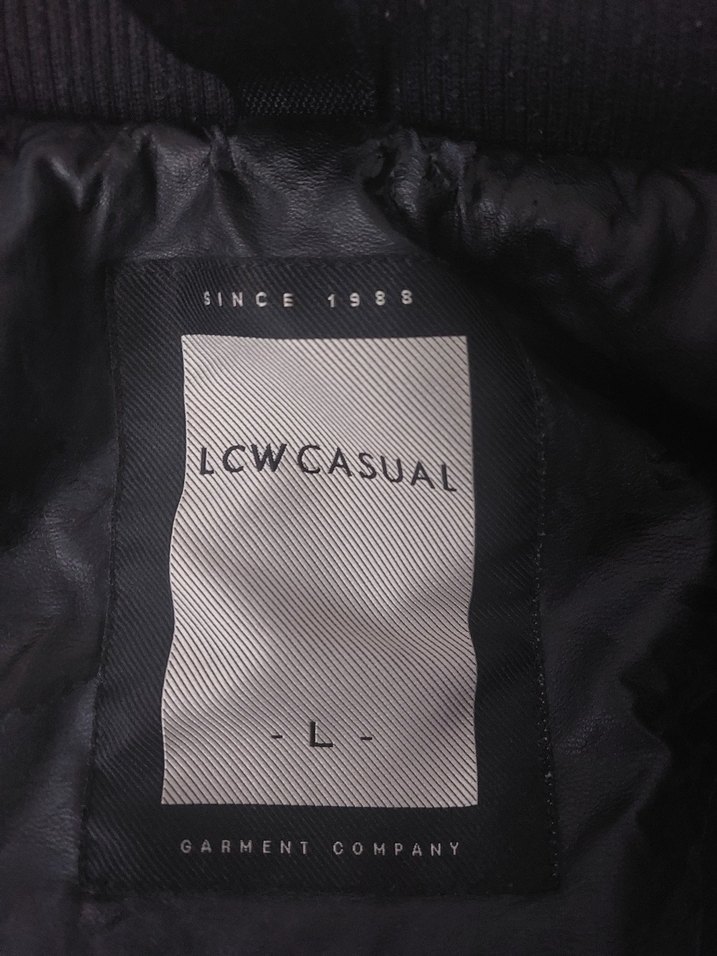 SINCE 1988
LCW CASUAL
- L -
GARMENT COMPANY